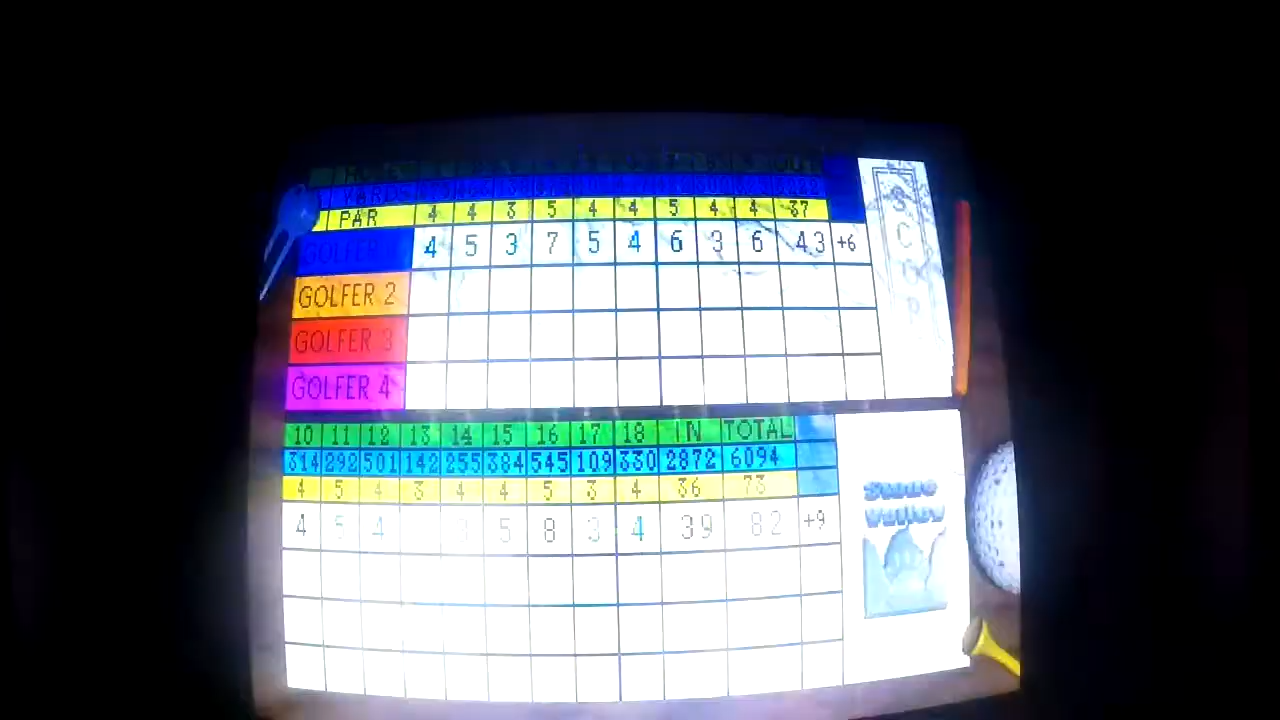 PAR 4 4 3 5 4 4 5 4 4 37
4 5 3 7 5 4 6 3 6 43 +6
GOLFER 2
GOLFER 3
GOLFER 4
10 11 12 13 14 15 16 17 18 IN TOTAL
314 292 501 142 255 384 545 109 330 2872 6094
4 5 4 3 4 4 5 3 4 36 73
4 5 4 3 5 8 3 4 39 82 +9